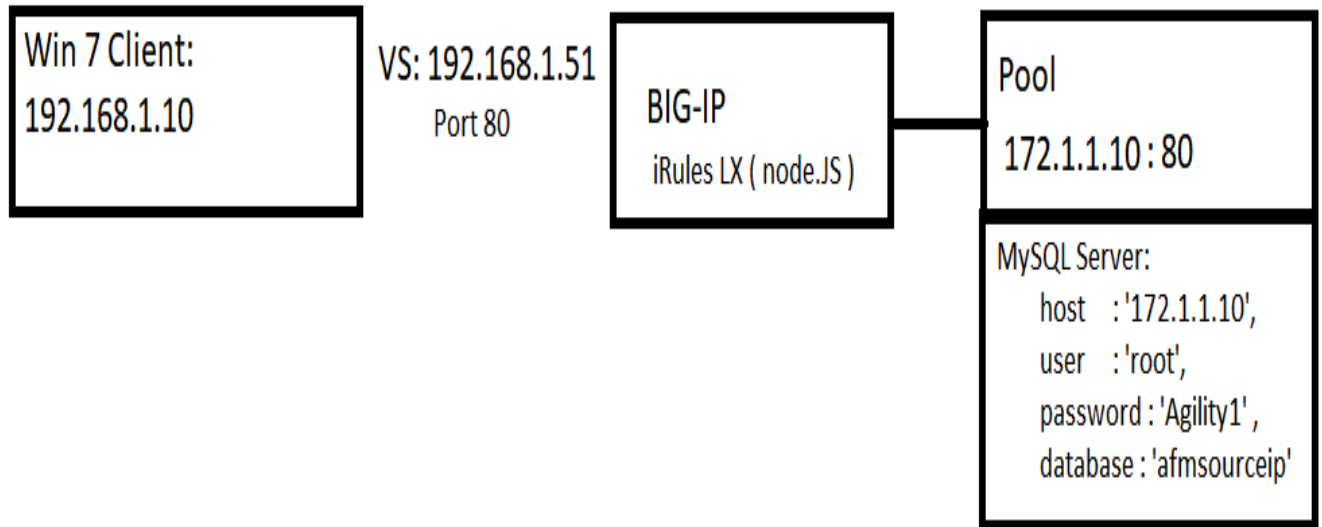 Win 7 Client:
192.168.1.10
VS: 192.168.1.51
Port 80
BIG-IP
iRules LX ( node.JS )
Pool
172.1.1.10 : 80
MySQL Server:
host : '172.1.1.10',
user : 'root',
password : 'Agility1' ,
database : 'afmsourceip'